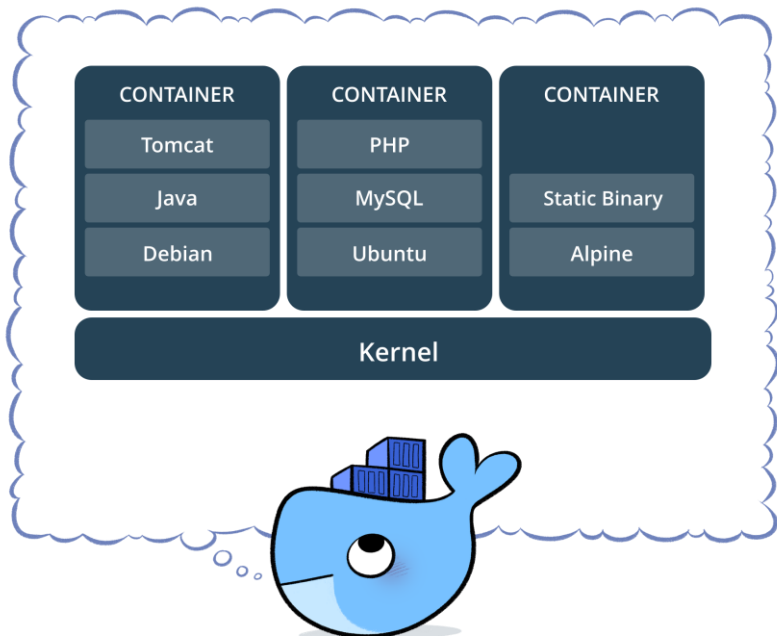 CONTAINER
Tomcat
Java
Debian
CONTAINER
PHP
MySQL
Ubuntu
CONTAINER
Static Binary
Alpine
Kernel